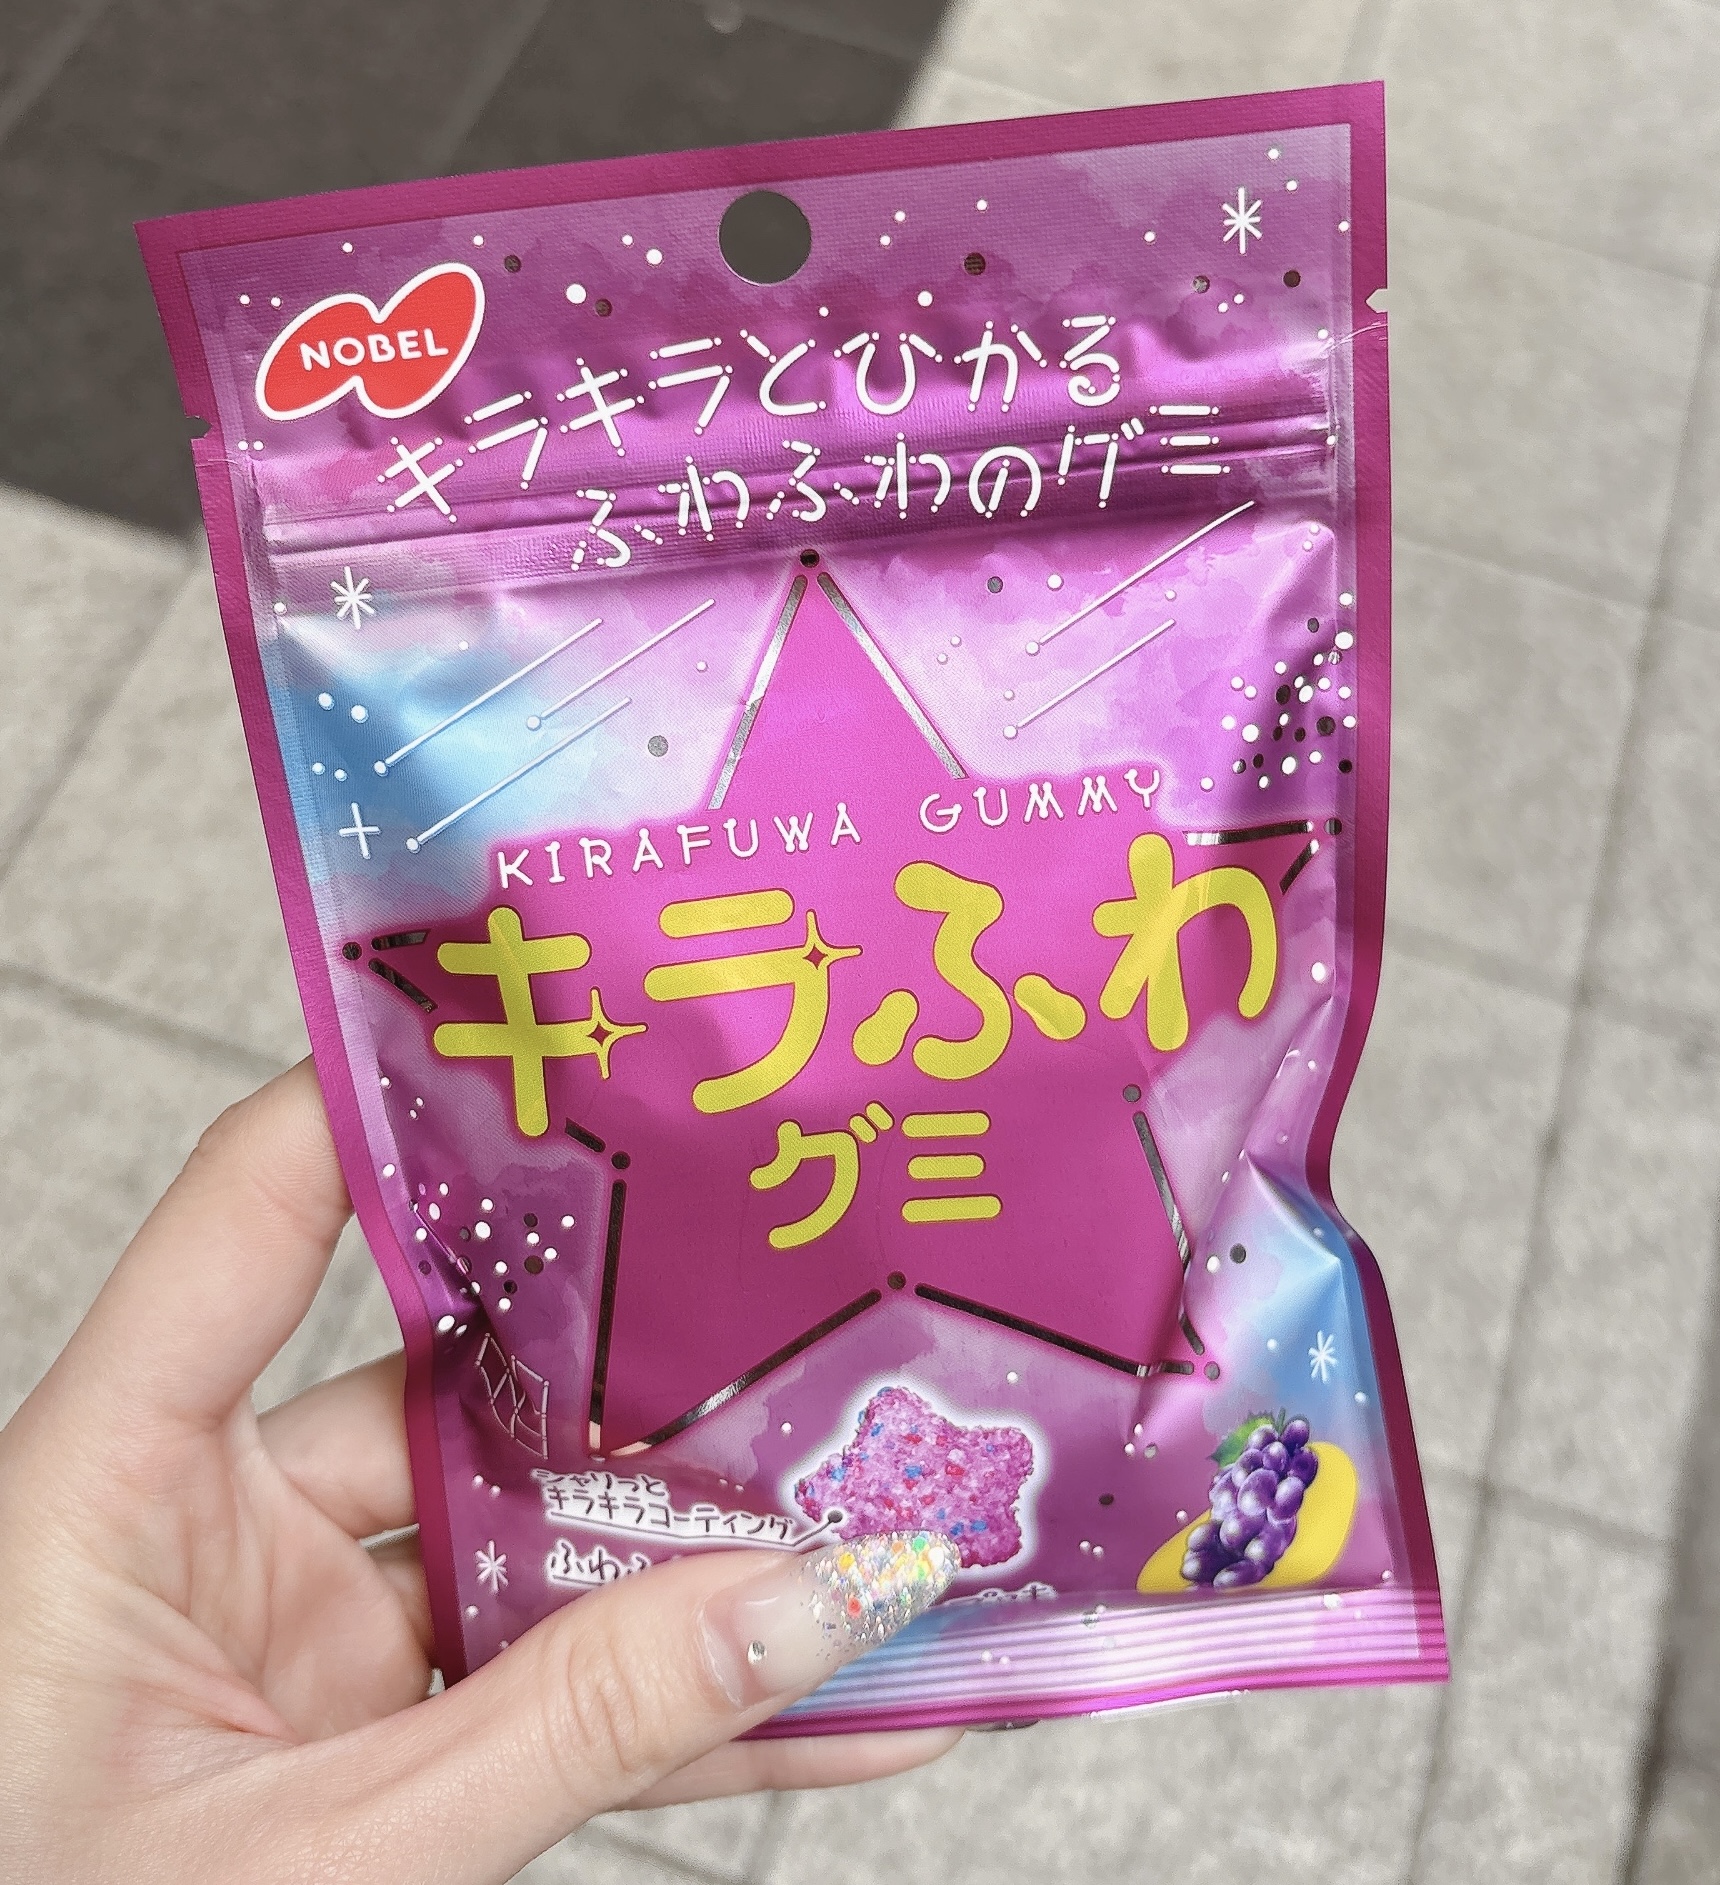 NOBEL
キラキラとひかる
ふわふわのグミ
KIRAFUWA GUMMY
キラふわ
グミ
シャリっと
キラキラコーティング